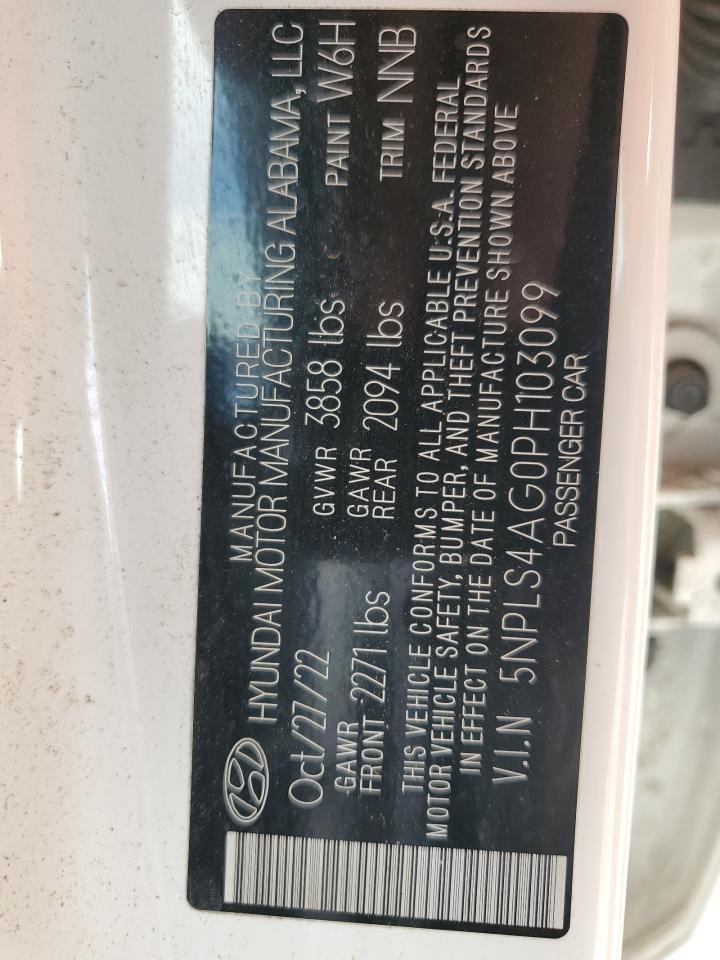 MANUFACTURED BY
HYUNDAI MOTOR MANUFACTURING ALABAMA, LLC
Oct/27/22 GVWR 3858 lbs PAINT W6H
GAWR FRONT 2271 lbs GAWR REAR 2094 lbs TRIM NNB
THIS VEHICLE CONFORMS TO ALL APPLICABLE U.S.A. FEDERAL
MOTOR VEHICLE SAFETY, BUMPER, AND THEFT PREVENTION STANDARDS
IN EFFECT ON THE DATE OF MANUFACTURE SHOWN ABOVE
V.I.N 5NPLS4AG0PH103099
PASSENGER CAR